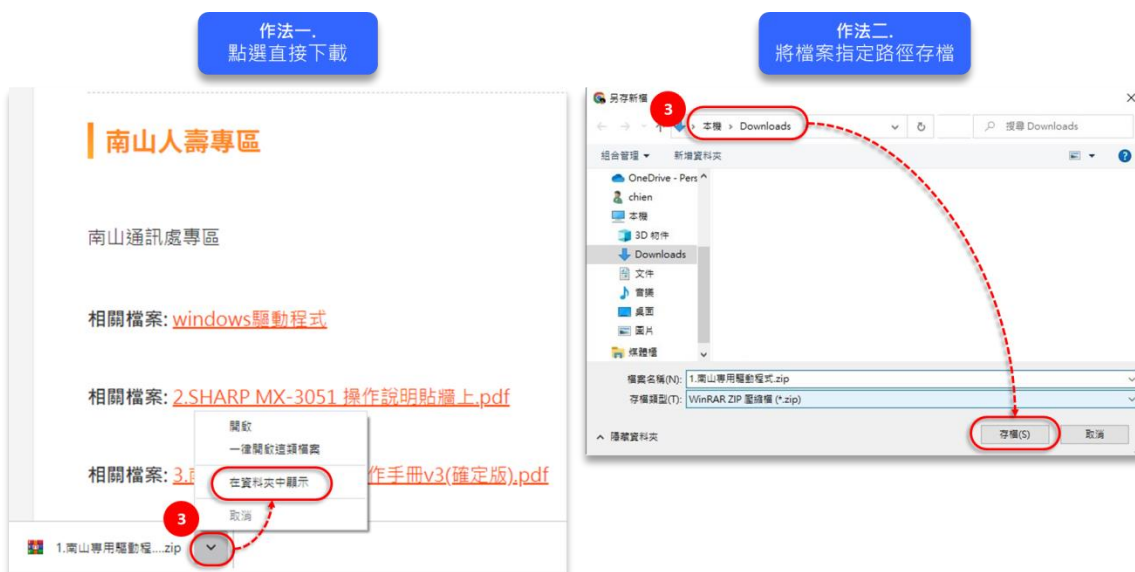 作法一.
點選直接下載
南山人壽專區
南山通訊處專區
相關檔案: windows驅動程式
相關檔案: 2.SHARP MX-3051 操作說明貼牆上.pdf
開啟
一律開啟這類檔案
相關檔案: 3.
作手冊v3(確定版).pdf
在資料夾中顯示
取消
3
1.南山專用驅動程....zip
作法二.
將檔案指定路徑存檔
另存新檔
3
本機 › Downloads
搜尋 Downloads
組合管理
新增資料夾
OneDrive - Pers
chien
本機
3D 物件
Downloads
文件
音樂
桌面
圖片
媒體櫃
檔案名稱(N): 1.南山專用驅動程式.zip
存檔類型(T): WinRAR ZIP 壓縮檔 (*.zip)
隱藏資料夾
存檔(S)
取消